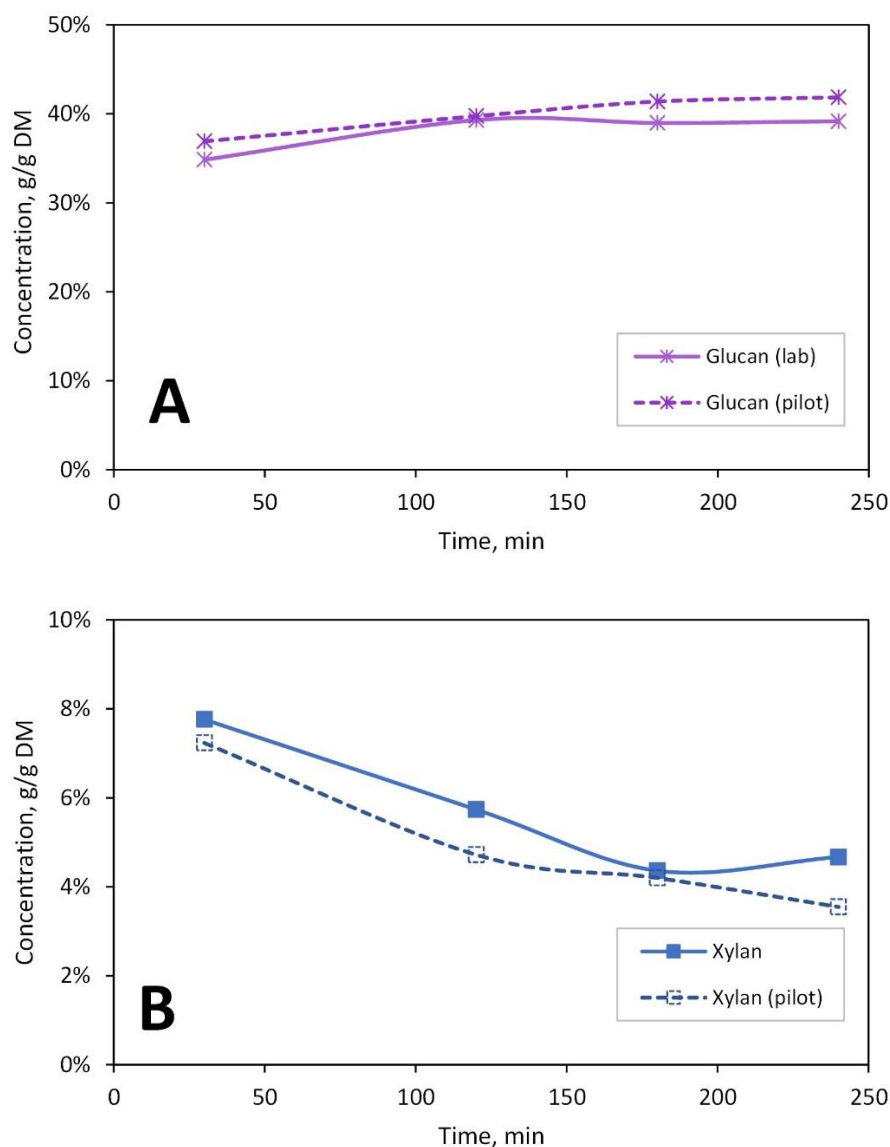 50%
40%
30%
20%
10%
0%
Concentration, g/g DM
A
Glucan (lab)
Glucan (pilot)
0 50 100 150 200 250
Time, min
10%
8%
6%
4%
2%
0%
Concentration, g/g DM
B
Xylan
Xylan (pilot)
0 50 100 150 200 250
Time, min